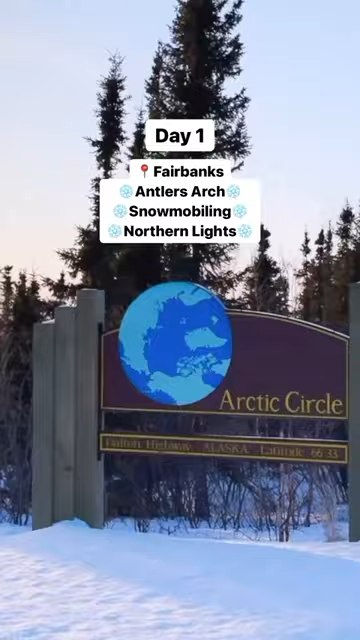 Day 1
📍Fairbanks
❄️Antlers Arch❄️
❄️Snowmobiling❄️
❄️Northern Lights❄️
Arctic Circle
Dalton Highway ALASKA Latitude 66°33'